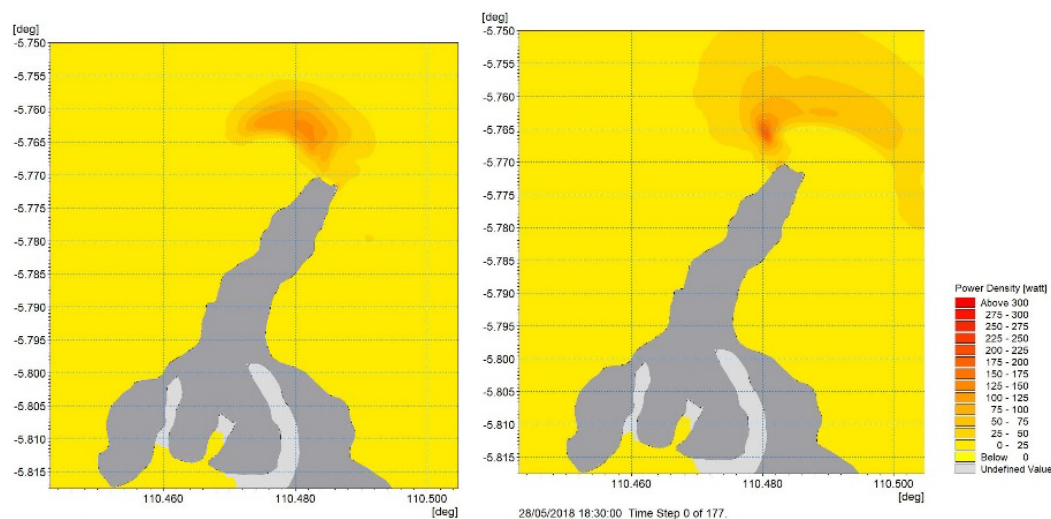 [deg]
-5.750
-5.755
-5.760
-5.765
-5.770
-5.775
-5.780
-5.785
-5.790
-5.795
-5.800
-5.805
-5.810
-5.815
110.460
110.480
110.500
[deg]
[deg]
-5.750
-5.755
-5.760
-5.765
-5.770
-5.775
-5.780
-5.785
-5.790
-5.795
-5.800
-5.805
-5.810
-5.815
110.460
110.480
110.500
[deg]
28/05/2018 18:30:00 Time Step 0 of 177.
Power Density [watt]
Above 300
275 - 300
250 - 275
225 - 250
200 - 225
175 - 200
150 - 175
125 - 150
100 - 125
75 - 100
50 - 75
25 - 50
0 - 25
Below 0
Undefined Value